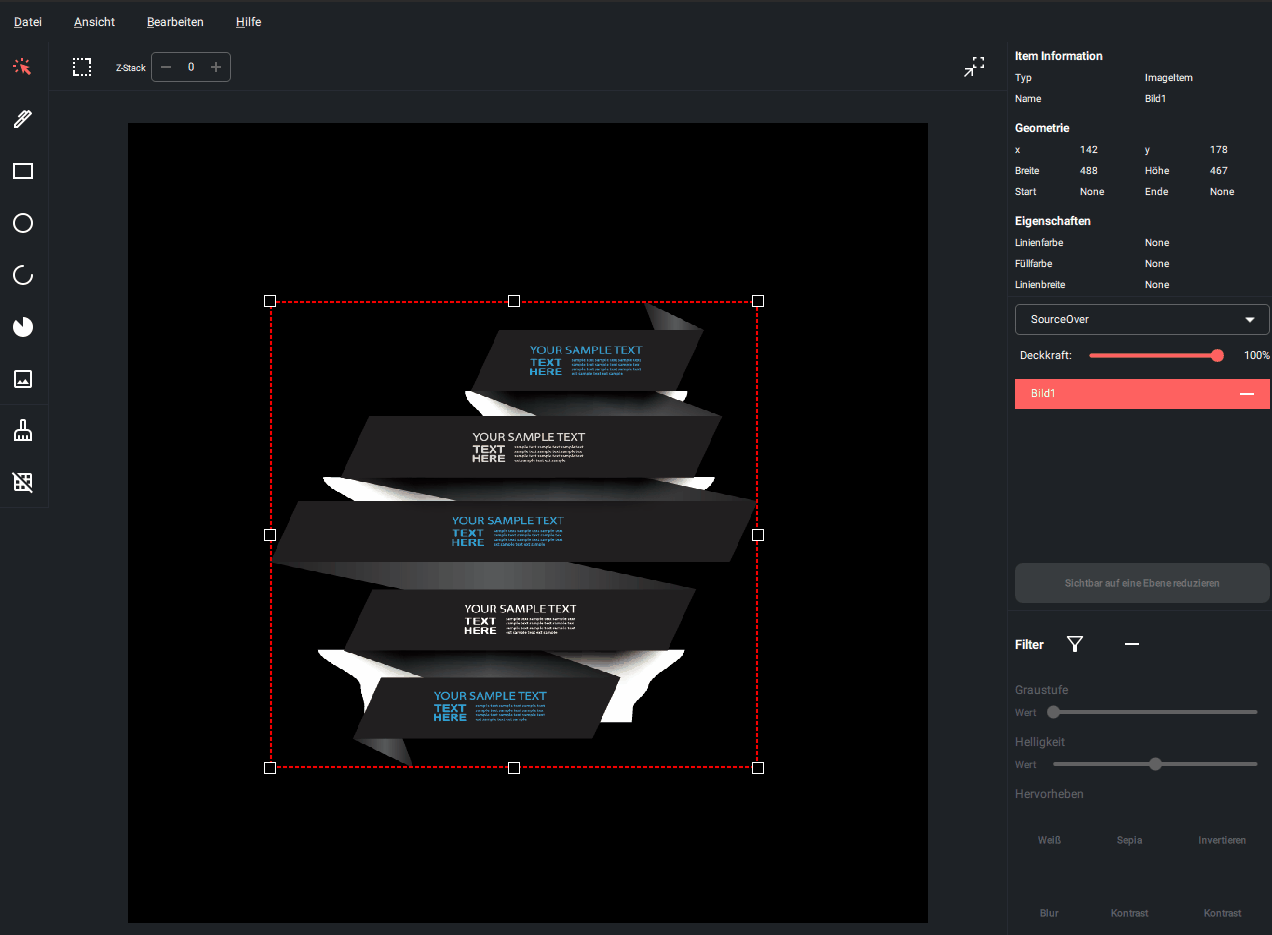 Datei Ansicht Bearbeiten Hilfe
Z-Stack 0
Item Information
Typ ImageItem
Name Bild1
Geometrie
x 142 y 178
Breite 488 Höhe 467
Start None Ende None
Eigenschaften
Linienfarbe None
Füllfarbe None
Linienbreite None
SourceOver
Deckkraft: 100%
Bild1
Sichtbar auf eine Ebene reduzieren
Filter
Graustufe
Wert
Helligkeit
Wert
Hervorheben
Weiß Sepia Invertieren
Blur Kontrast Kontrast
YOUR SAMPLE TEXT
TEXT
HERE
YOUR SAMPLE TEXT
TEXT
HERE
YOUR SAMPLE TEXT
TEXT
HERE
YOUR SAMPLE TEXT
TEXT
HERE
YOUR SAMPLE TEXT
TEXT
HERE